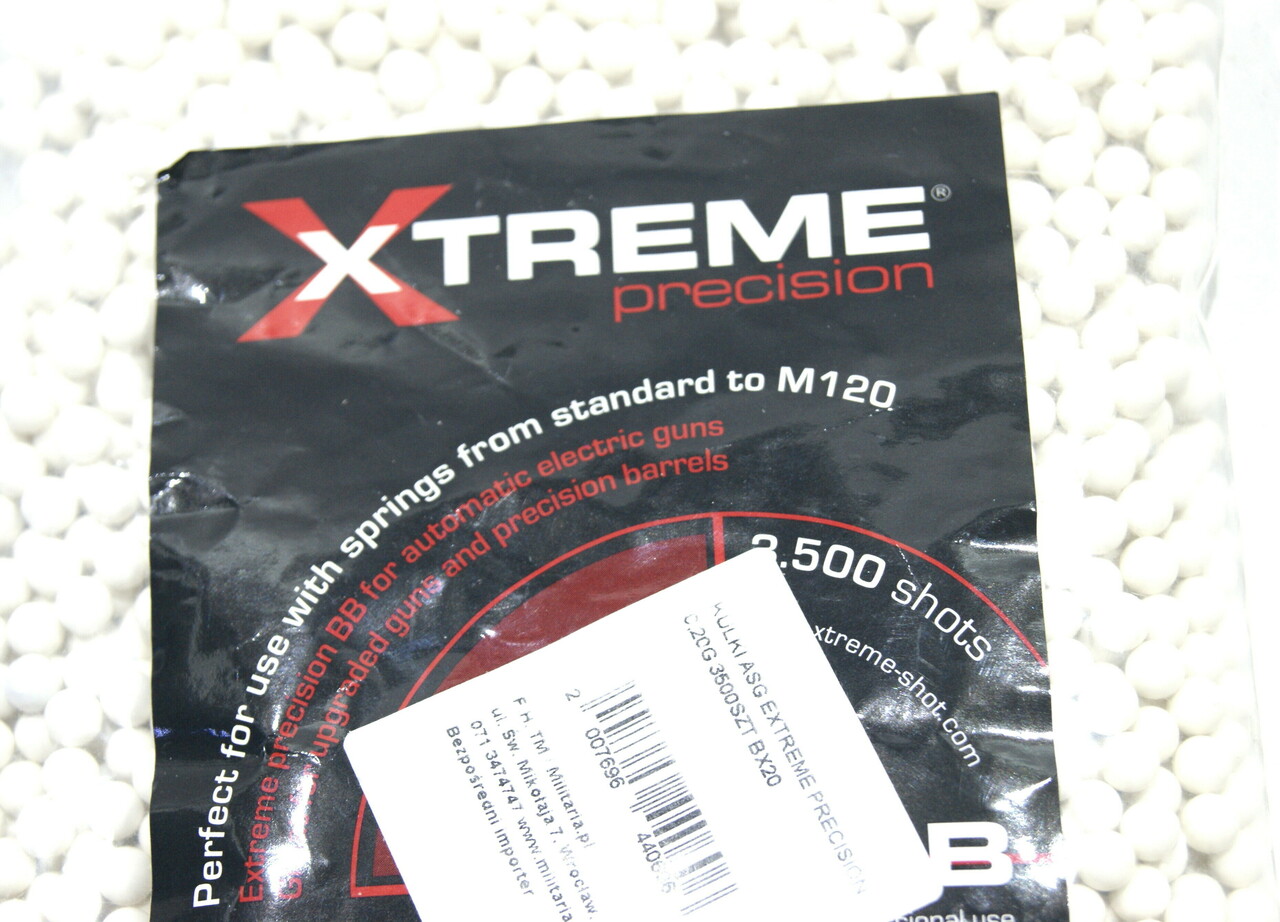 XTREME®
precision
Perfect for use with springs from standard to M120
Extreme precision BB for automatic electric guns
upgraded guns and precision barrels
3.500 shots
xtreme-shot.com
KULKI ASG EXTREME PRECISION
0.20G 3500SZT BX20
2 007696
F.H. TM Militaria.pl
ul. Św. Mikołaja 7, Wrocław,
071 3474747 www.militaria
Bezpośredni importer
B
use